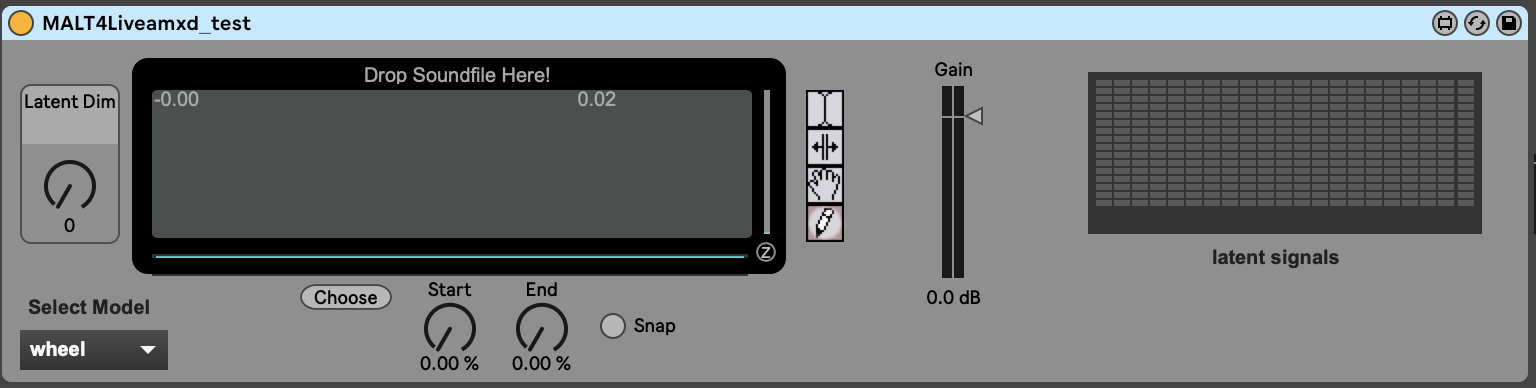 MALT4Liveamxd_test
Latent Dim
0
Drop Soundfile Here!
-0.00 0.02
Z
Choose
Start
0.00 %
End
0.00 %
Snap
Select Model
wheel
Gain
0.0 dB
latent signals